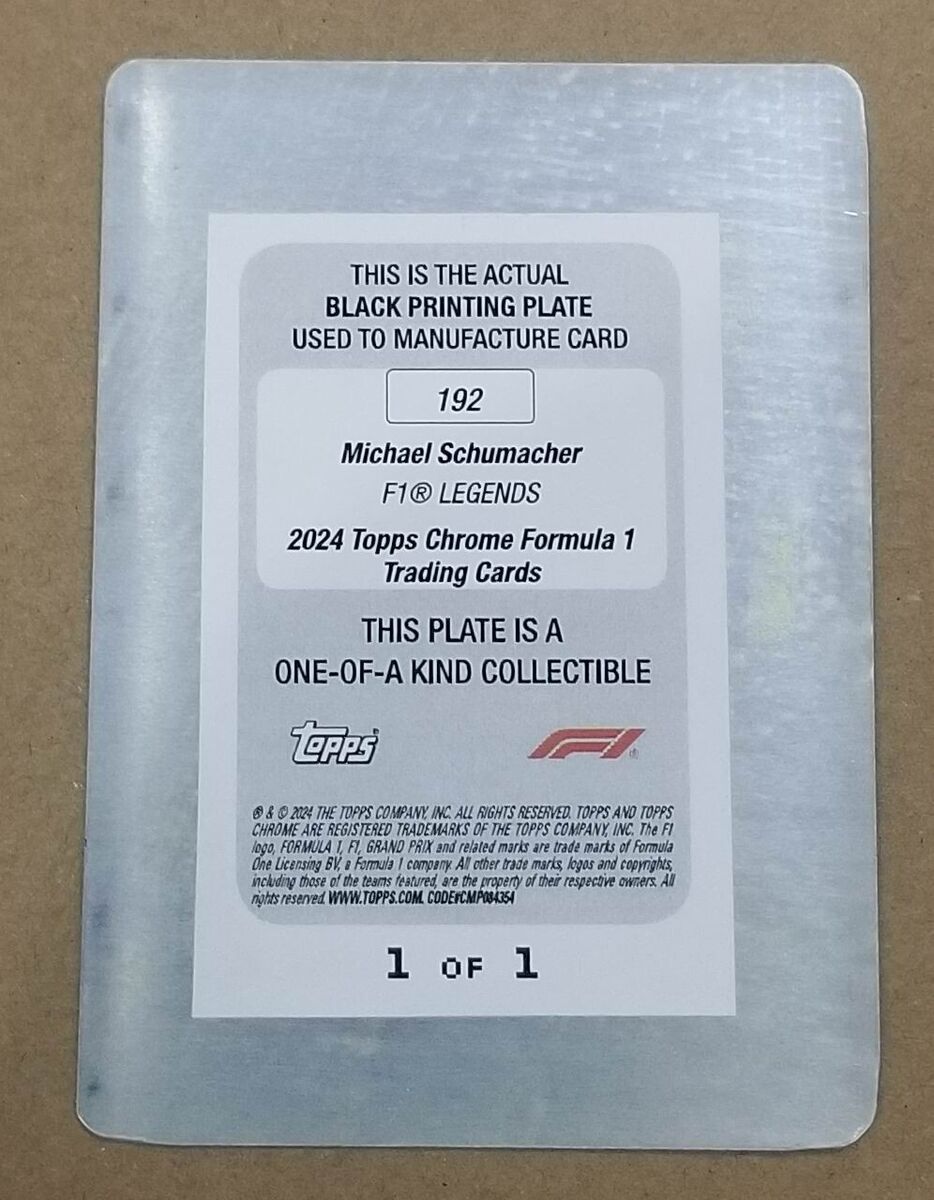 THIS IS THE ACTUAL
BLACK PRINTING PLATE
USED TO MANUFACTURE CARD
192
Michael Schumacher
F1® LEGENDS
2024 Topps Chrome Formula 1
Trading Cards
THIS PLATE IS A
ONE-OF-A KIND COLLECTIBLE
topps® F1®
® & © 2024 THE TOPPS COMPANY, INC. ALL RIGHTS RESERVED. TOPPS AND TOPPS
CHROME ARE REGISTERED TRADEMARKS OF THE TOPPS COMPANY, INC. The F1
logo, FORMULA 1, F1, GRAND PRIX and related marks are trade marks of Formula
One Licensing BV, a Formula 1 company. All other trade marks, logos and copyrights,
including those of the teams featured, are the property of their respective owners. All
rights reserved. WWW.TOPPS.COM. CODE#CMP084354
1 OF 1